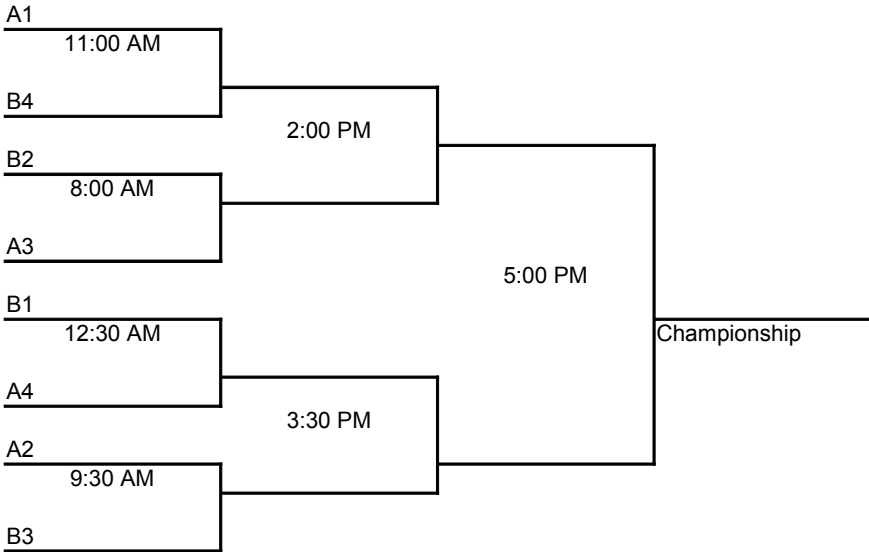 A1
11:00 AM
B4
2:00 PM
B2
8:00 AM
A3
5:00 PM
B1
12:30 AM
Championship
A4
3:30 PM
A2
9:30 AM
B3